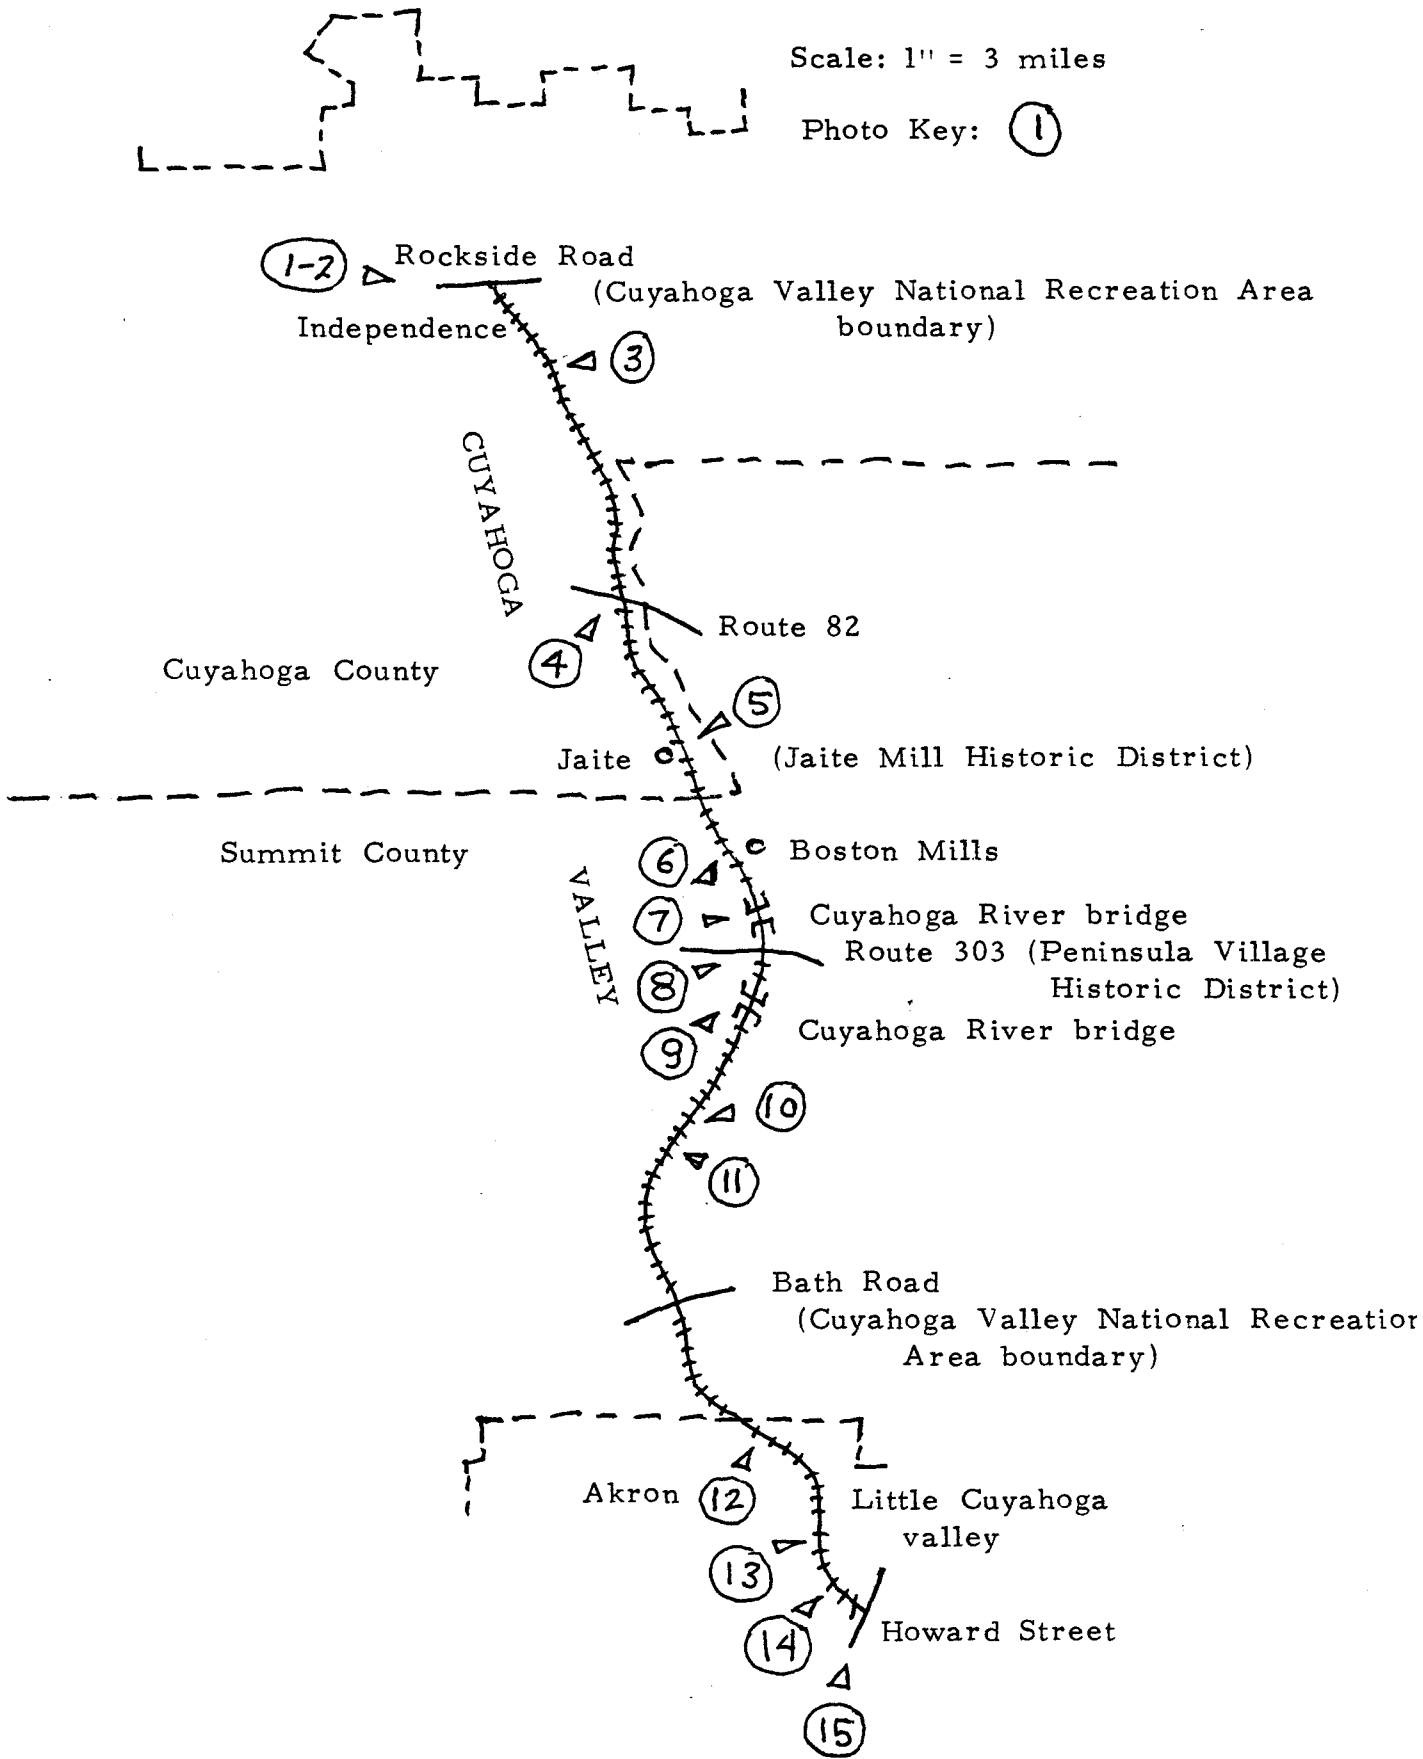 Scale: 1" = 3 miles
Photo Key: 1
1-2
Rockside Road
(Cuyahoga Valley National Recreation Area
boundary)
Independence
3
CUYAHOGA
Route 82
4
Cuyahoga County
5
Jaite
(Jaite Mill Historic District)
Summit County
6
Boston Mills
VALLEY
7
Cuyahoga River bridge
Route 303 (Peninsula Village
Historic District)
8
Cuyahoga River bridge
9
10
11
Bath Road
(Cuyahoga Valley National Recreation
Area boundary)
Akron
12
Little Cuyahoga
valley
13
14
Howard Street
15